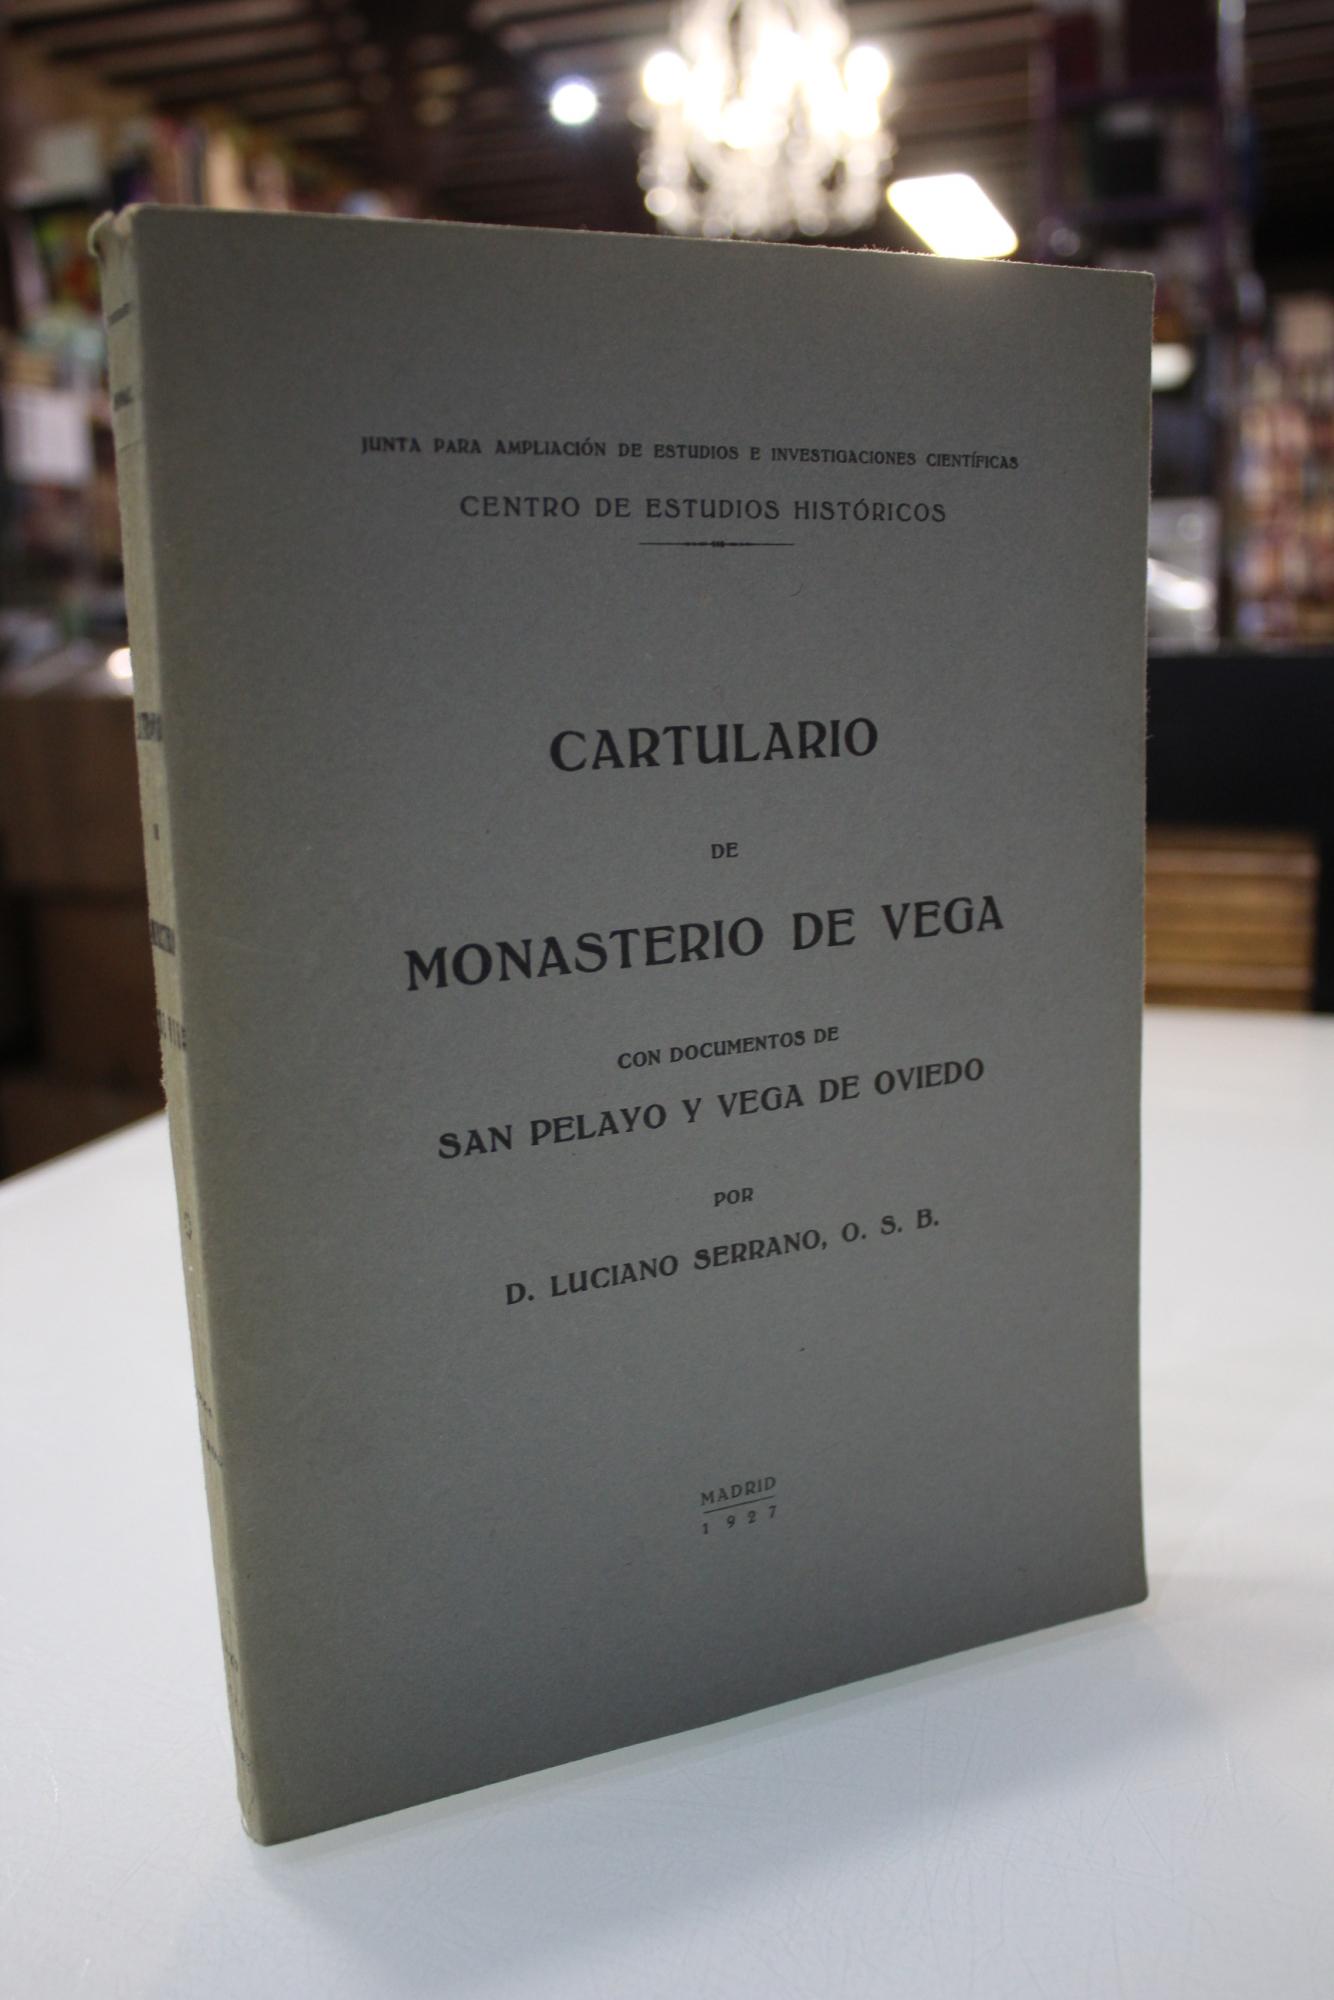 JUNTA PARA AMPLIACIÓN DE ESTUDIOS E INVESTIGACIONES CIENTÍFICAS
CENTRO DE ESTUDIOS HISTÓRICOS
CARTULARIO
DE
MONASTERIO DE VEGA
CON DOCUMENTOS DE
SAN PELAYO Y VEGA DE OVIEDO
POR
D. LUCIANO SERRANO, O. S. B.
MADRID
1927